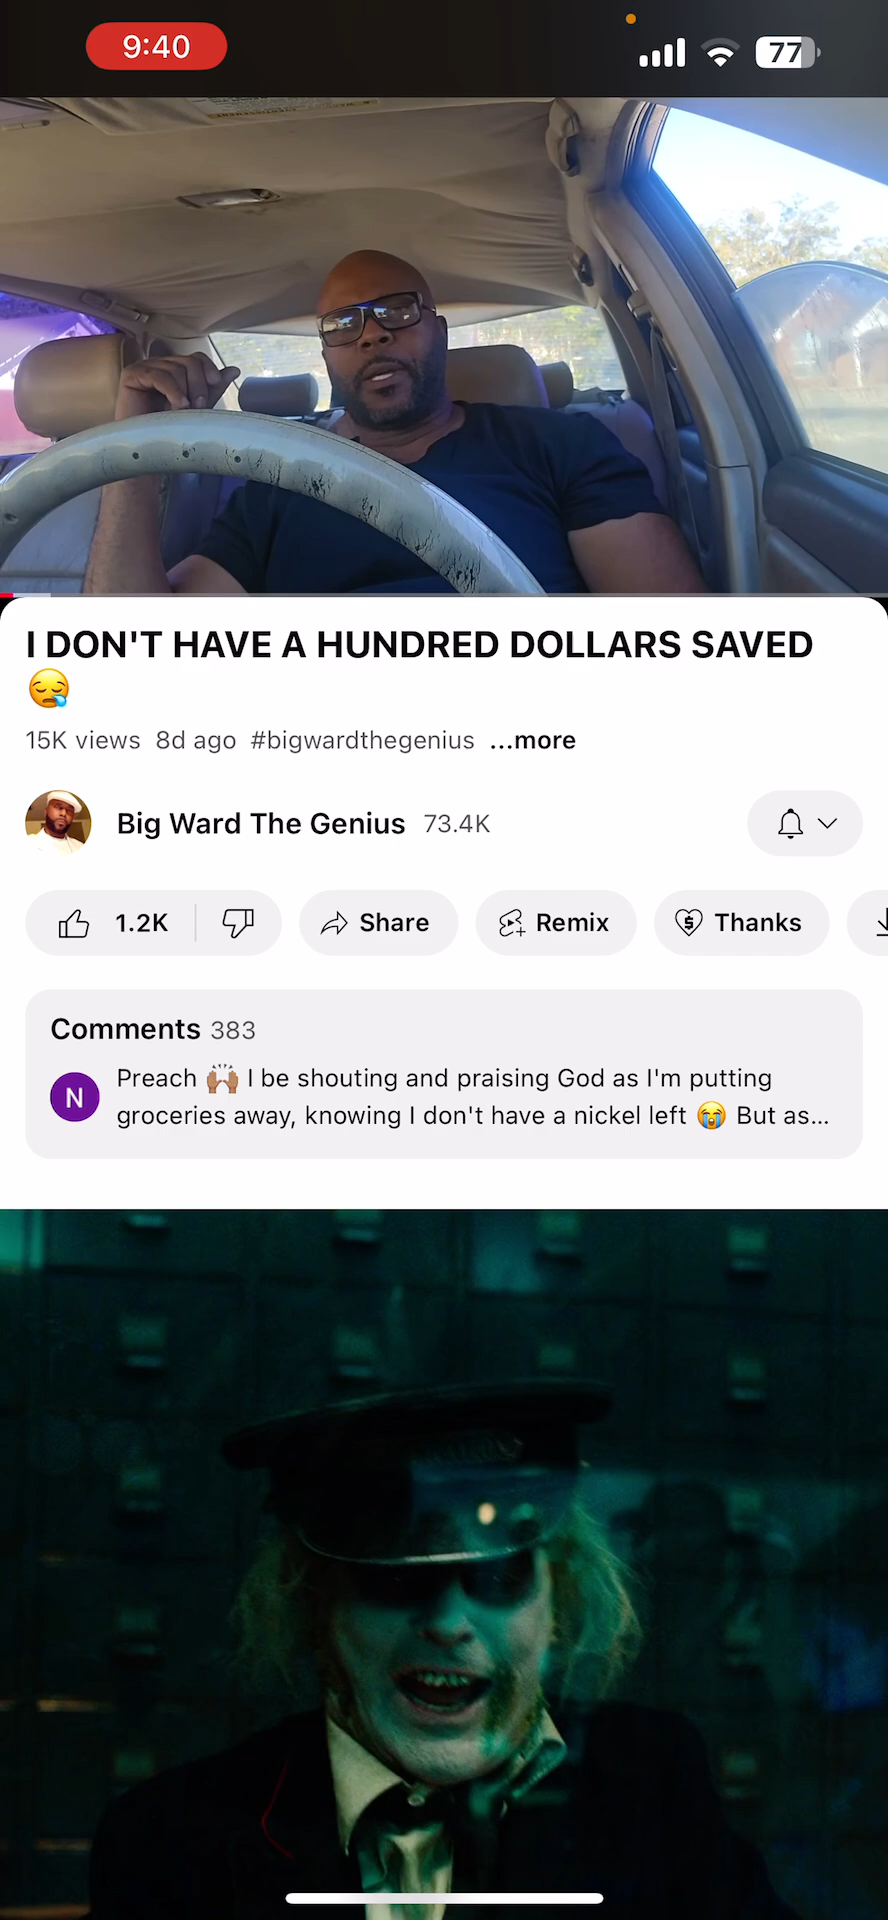 9:40
77
I DON'T HAVE A HUNDRED DOLLARS SAVED
😪
15K views 8d ago #bigwardthegenius ...more
Big Ward The Genius 73.4K
1.2K Share Remix Thanks
Comments 383
N
Preach 🙌🏽 I be shouting and praising God as I'm putting
groceries away, knowing I don't have a nickel left 😭 But as...